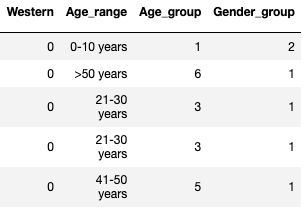 Western Age_range Age_group Gender_group
0 0-10 years 1 2
0 >50 years 6 1
0 21-30 years 3 1
0 21-30 years 3 1
0 41-50 years 5 1